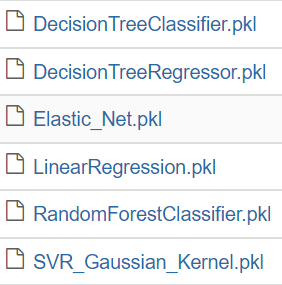 DecisionTreeClassifier.pkl
DecisionTreeRegressor.pkl
Elastic_Net.pkl
LinearRegression.pkl
RandomForestClassifier.pkl
SVR_Gaussian_Kernel.pkl